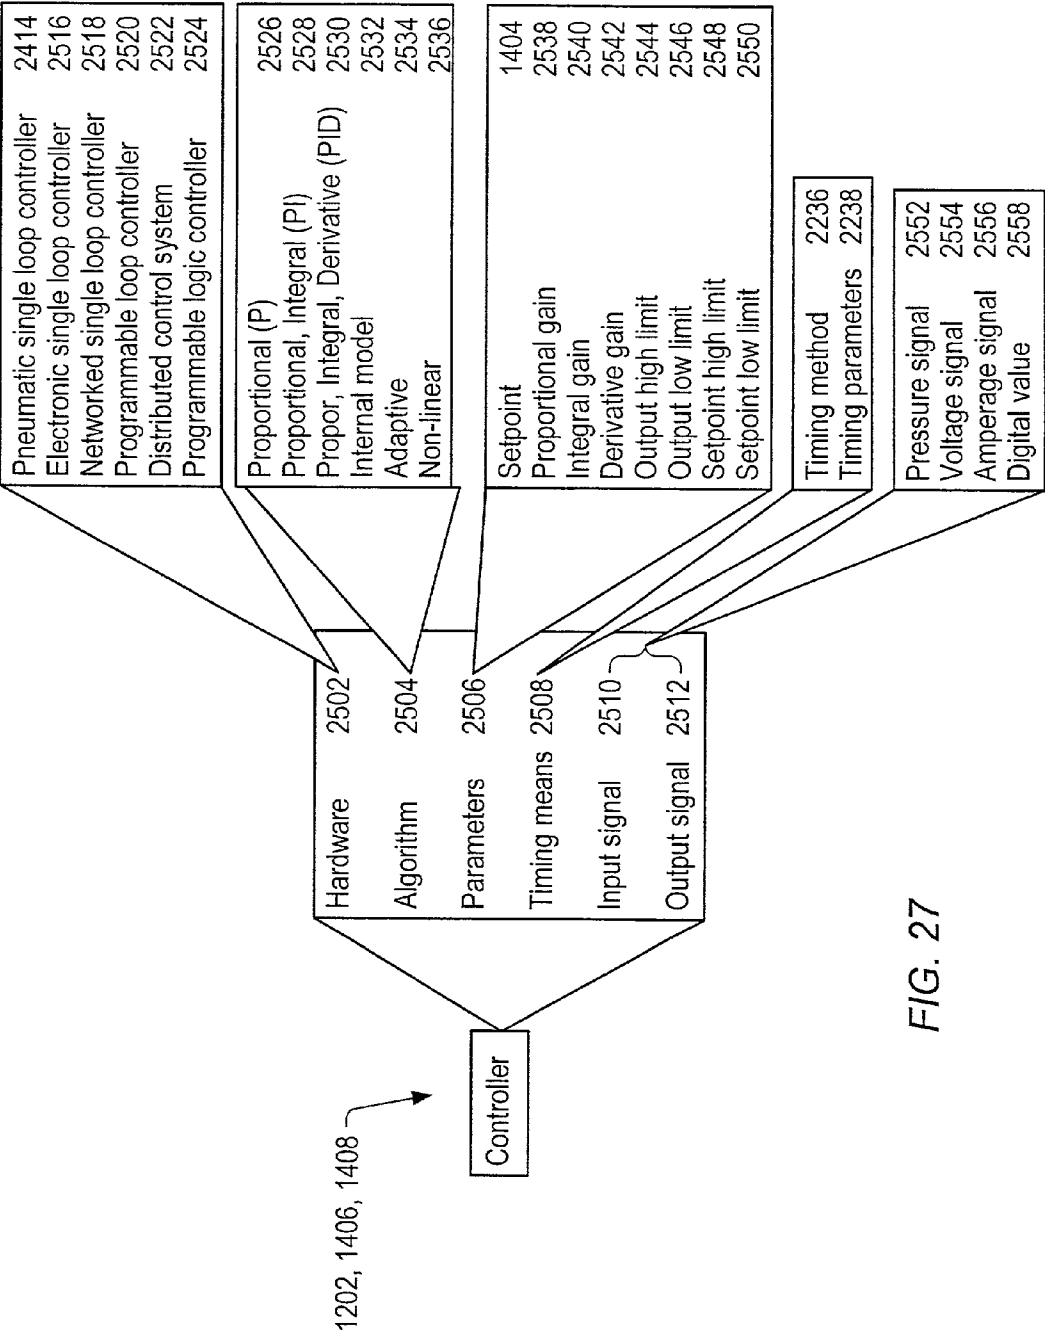 1202, 1406, 1408
Controller
Hardware 2502
Algorithm 2504
Parameters 2506
Timing means 2508
Input signal 2510
Output signal 2512
Pneumatic single loop controller 2414
Electronic single loop controller 2516
Networked single loop controller 2518
Programmable loop controller 2520
Distributed control system 2522
Programmable logic controller 2524
Proportional (P) 2526
Proportional, Integral (PI) 2528
Propor, Integral, Derivative (PID) 2530
Internal model 2532
Adaptive 2534
Non-linear 2536
Setpoint 1404
Proportional gain 2538
Integral gain 2540
Derivative gain 2542
Output high limit 2544
Output low limit 2546
Setpoint high limit 2548
Setpoint low limit 2550
Timing method 2236
Timing parameters 2238
Pressure signal 2552
Voltage signal 2554
Amperage signal 2556
Digital value 2558
FIG. 27